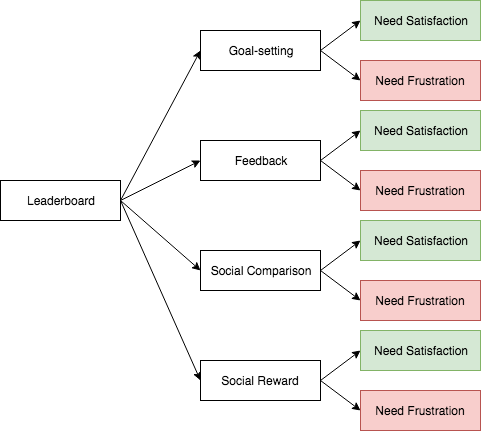 Need Satisfaction
Goal-setting
Need Frustration
Need Satisfaction
Feedback
Need Frustration
Leaderboard
Need Satisfaction
Social Comparison
Need Frustration
Need Satisfaction
Social Reward
Need Frustration